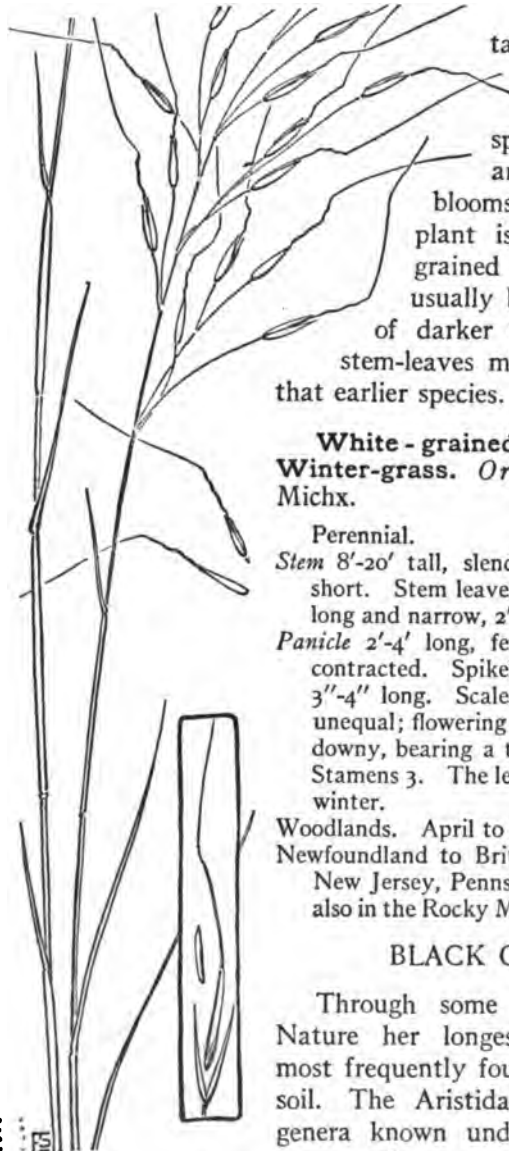 ta
sp
ar
blooms
plant is
grained
usually l
of darker
stem-leaves m
that earlier species.
White-grained
Winter-grass. Or
Michx.
Perennial.
Stem 8'-20' tall, slend
short. Stem leave
long and narrow, 2'
Panicle 2'-4' long, fe
contracted. Spike
3"-4" long. Scale
unequal; flowering
downy, bearing a t
Stamens 3. The le
winter.
Woodlands. April to
Newfoundland to Brit
New Jersey, Penns
also in the Rocky M
BLACK
Through some
Nature her longes
most frequently fou
soil. The Aristida
genera known und